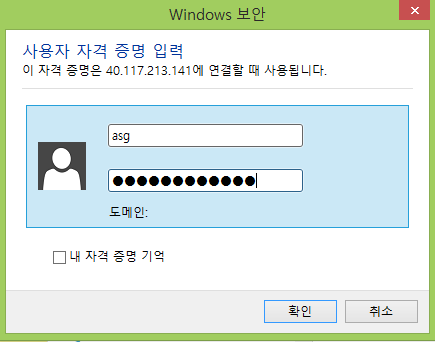 Windows 보안
사용자 자격 증명 입력
이 자격 증명은 40.117.213.141에 연결할 때 사용됩니다.
asg
●●●●●●●●●●●●
도메인:
내 자격 증명 기억
확인
취소